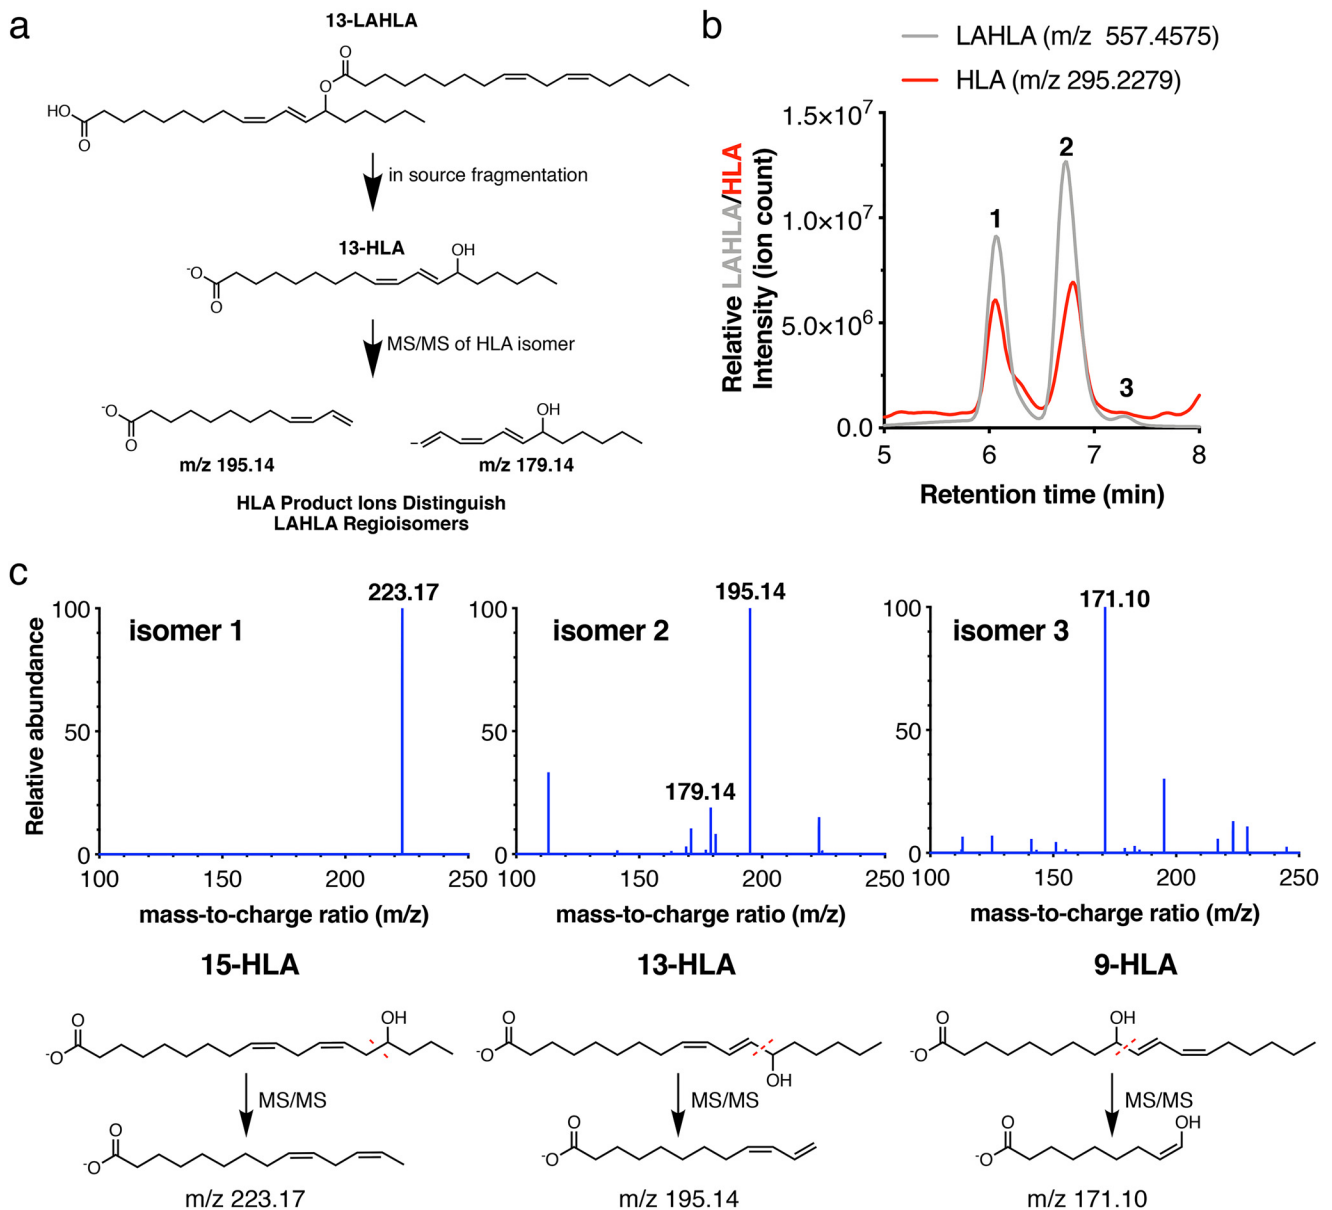 a
13-LAHLA
O
O
HO
O
in source fragmentation
13-HLA
OH
-O
O
MS/MS of HLA isomer
-O
O
OH
m/z 195.14
m/z 179.14
HLA Product Ions Distinguish
LAHLA Regioisomers
b
LAHLA (m/z 557.4575)
HLA (m/z 295.2279)
Relative LAHLA/HLA
Intensity (ion count)
1.5×10⁷
1.0×10⁷
5.0×10⁶
0.0
1
2
3
5 6 7 8
Retention time (min)
c
Relative abundance
100
50
0
isomer 1
223.17
100 150 200 250
mass-to-charge ratio (m/z)
100
50
0
isomer 2
195.14
179.14
100 150 200 250
mass-to-charge ratio (m/z)
100
50
0
isomer 3
171.10
100 150 200 250
mass-to-charge ratio (m/z)
15-HLA
O
-O
OH
MS/MS
O
-O
m/z 223.17
13-HLA
O
-O
OH
MS/MS
O
-O
m/z 195.14
9-HLA
O
-O
OH
MS/MS
O
-O
OH
m/z 171.10